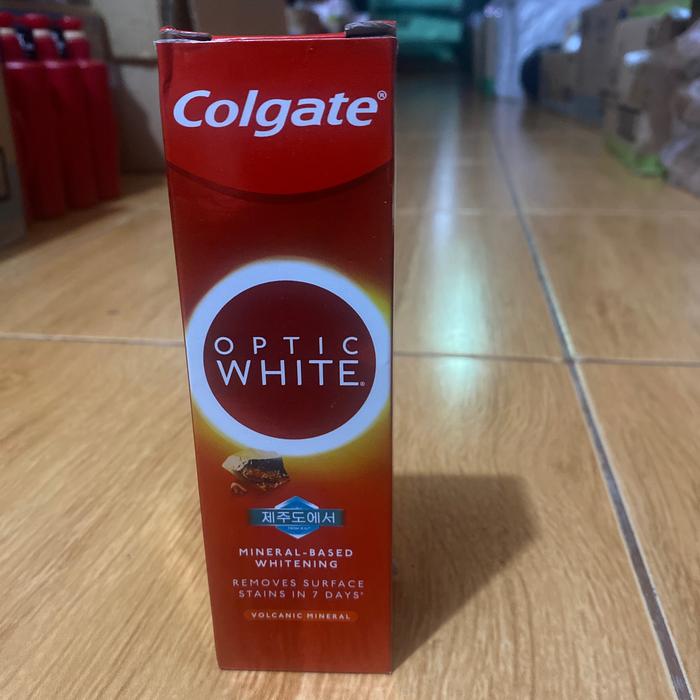 Colgate®
OPTIC
WHITE®
제주도에서
MINERAL-BASED
WHITENING
REMOVES SURFACE
STAINS IN 7 DAYS*
VOLCANIC MINERAL